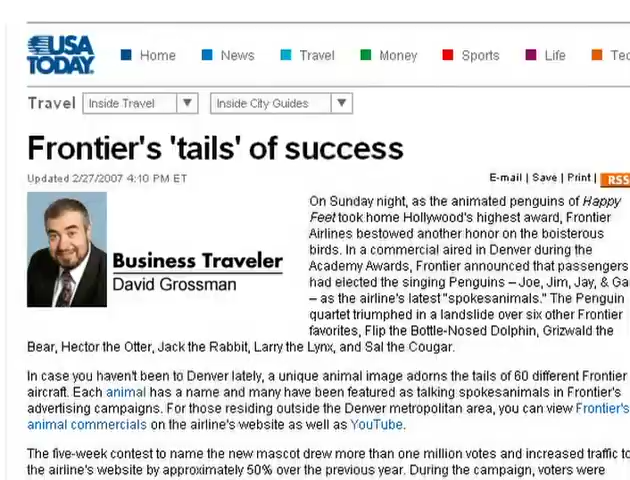 USA TODAY.
Home News Travel Money Sports Life
Travel Inside Travel Inside City Guides
Frontier's 'tails' of success
Updated 2/27/2007 4:10 PM ET
E-mail | Save | Print | RSS
Business Traveler
David Grossman
On Sunday night, as the animated penguins of Happy
Feet took home Hollywood's highest award, Frontier
Airlines bestowed another honor on the boisterous
birds. In a commercial aired in Denver during the
Academy Awards, Frontier announced that passengers
had elected the singing Penguins – Joe, Jim, Jay, &
– as the airline's latest "spokesanimals." The Penguin
quartet triumphed in a landslide over six other Frontier
favorites, Flip the Bottle-Nosed Dolphin, Grizwald the
Bear, Hector the Otter, Jack the Rabbit, Larry the Lynx, and Sal the Cougar.
In case you haven't been to Denver lately, a unique animal image adorns the tails of 60 different Frontier
aircraft. Each animal has a name and many have been featured as talking spokesanimals in Frontier's
advertising campaigns. For those residing outside the Denver metropolitan area, you can view Frontier's
animal commercials on the airline's website as well as YouTube.
The five-week contest to name the new mascot drew more than one million votes and increased traffic to
the airline's website by approximately 50% over the previous year. During the campaign, voters were